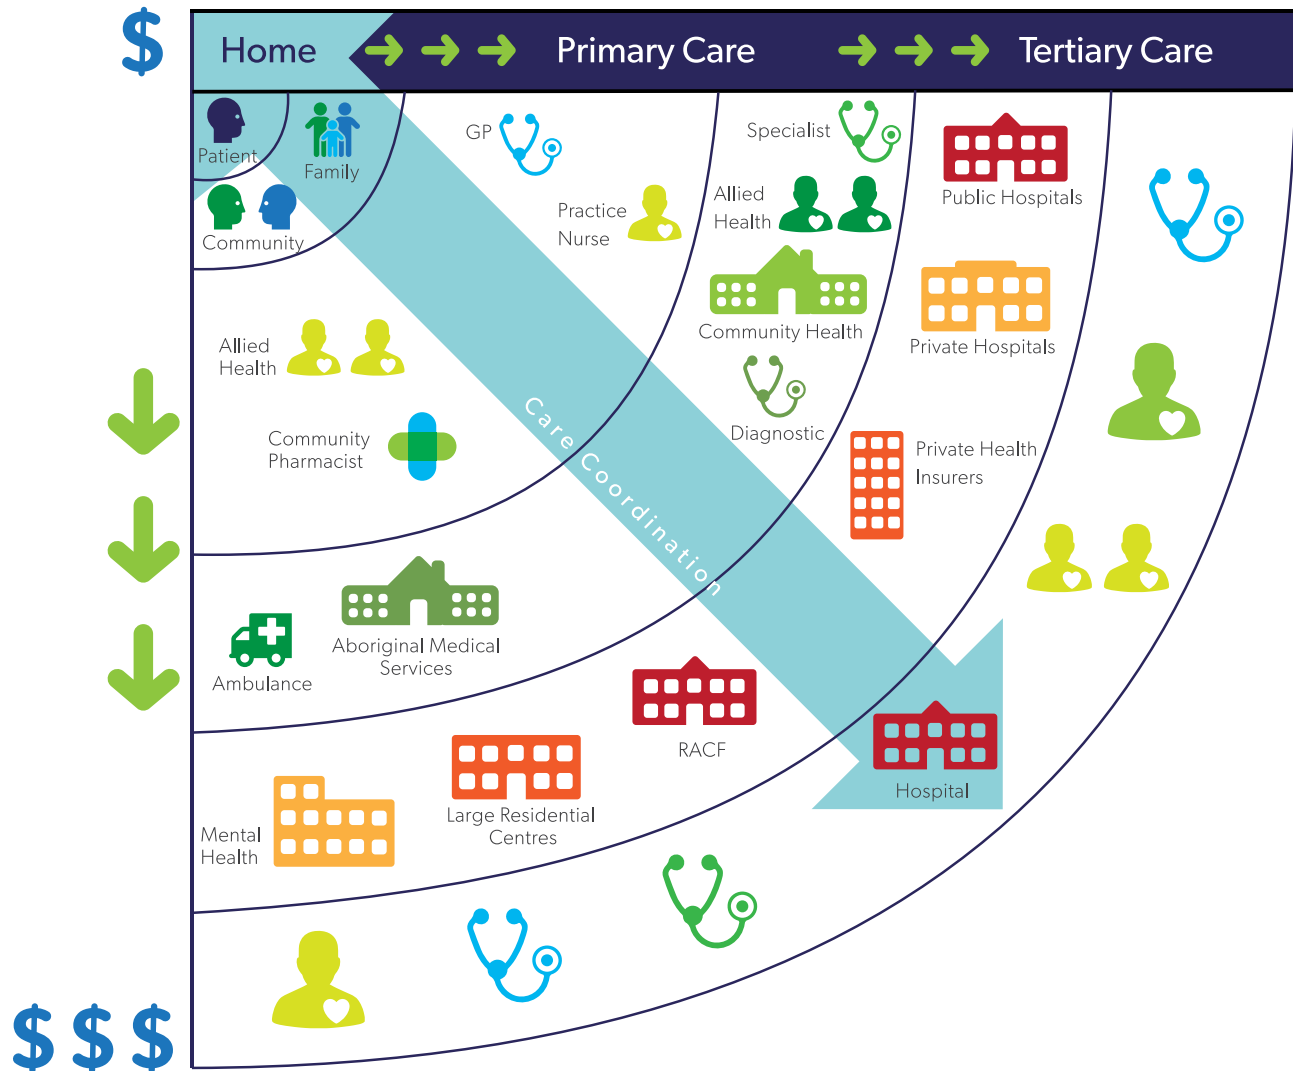 $
Home
Primary Care
Tertiary Care
Patient
Family
Community
GP
Practice
Nurse
Specialist
Allied
Health
Community Health
Diagnostic
Public Hospitals
Private Hospitals
Private Health
Insurers
Allied
Health
Community
Pharmacist
Care Coordination
Ambulance
Aboriginal Medical
Services
RACF
Hospital
Large Residential
Centres
Mental
Health
$ $ $